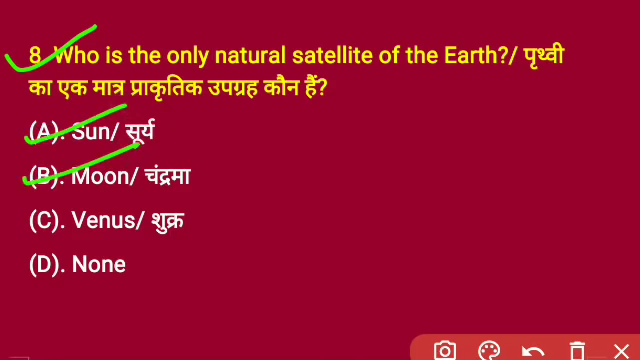 8. Who is the only natural satellite of the Earth?/ पृथ्वी
का एक मात्र प्राकृतिक उपग्रह कौन हैं?
(A). Sun/ सूर्य
(B). Moon/ चंद्रमा
(C). Venus/ शुक्र
(D). None